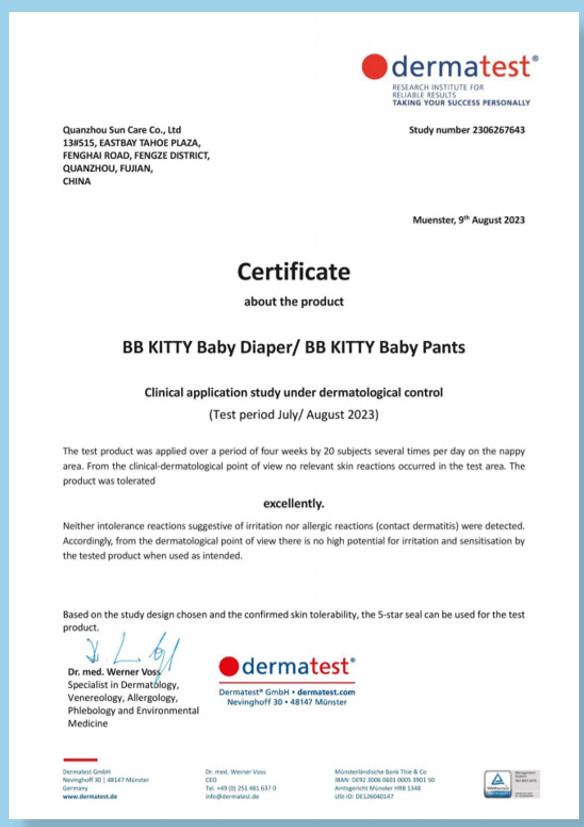 dermatest®
RESEARCH INSTITUTE FOR
RELIABLE RESULTS
TAKING YOUR SUCCESS PERSONALLY
Quanzhou Sun Care Co., Ltd
13#515, EASTBAY TAHOE PLAZA,
FENGHAI ROAD, FENGZE DISTRICT,
QUANZHOU, FUJIAN,
CHINA
Study number 2306267643
Muenster, 9th August 2023
Certificate
about the product
BB KITTY Baby Diaper/ BB KITTY Baby Pants
Clinical application study under dermatological control
(Test period July/ August 2023)
The test product was applied over a period of four weeks by 20 subjects several times per day on the nappy
area. From the clinical-dermatological point of view no relevant skin reactions occurred in the test area. The
product was tolerated
excellently.
Neither intolerance reactions suggestive of irritation nor allergic reactions (contact dermatitis) were detected.
Accordingly, from the dermatological point of view there is no high potential for irritation and sensitisation by
the tested product when used as intended.
Based on the study design chosen and the confirmed skin tolerability, the 5-star seal can be used for the test
product.
Dr. med. Werner Voss
Specialist in Dermatology,
Venereology, Allergology,
Phlebology and Environmental
Medicine
dermatest®
Dermatest® GmbH • dermatest.com
Nevinghoff 30 • 48147 Münster
Dermatest GmbH
Nevinghoff 30 | 48147 Münster
Germany
www.dermatest.de
Dr. med. Werner Voss
CEO
Tel. +49 (0) 251 481 637 0
info@dermatest.de
Münsterländische Bank Thie & Co
IBAN: DE92 3006 0601 0005 3901 50
Amtsgericht Münster HRB 1348
USt-ID: DE126040147